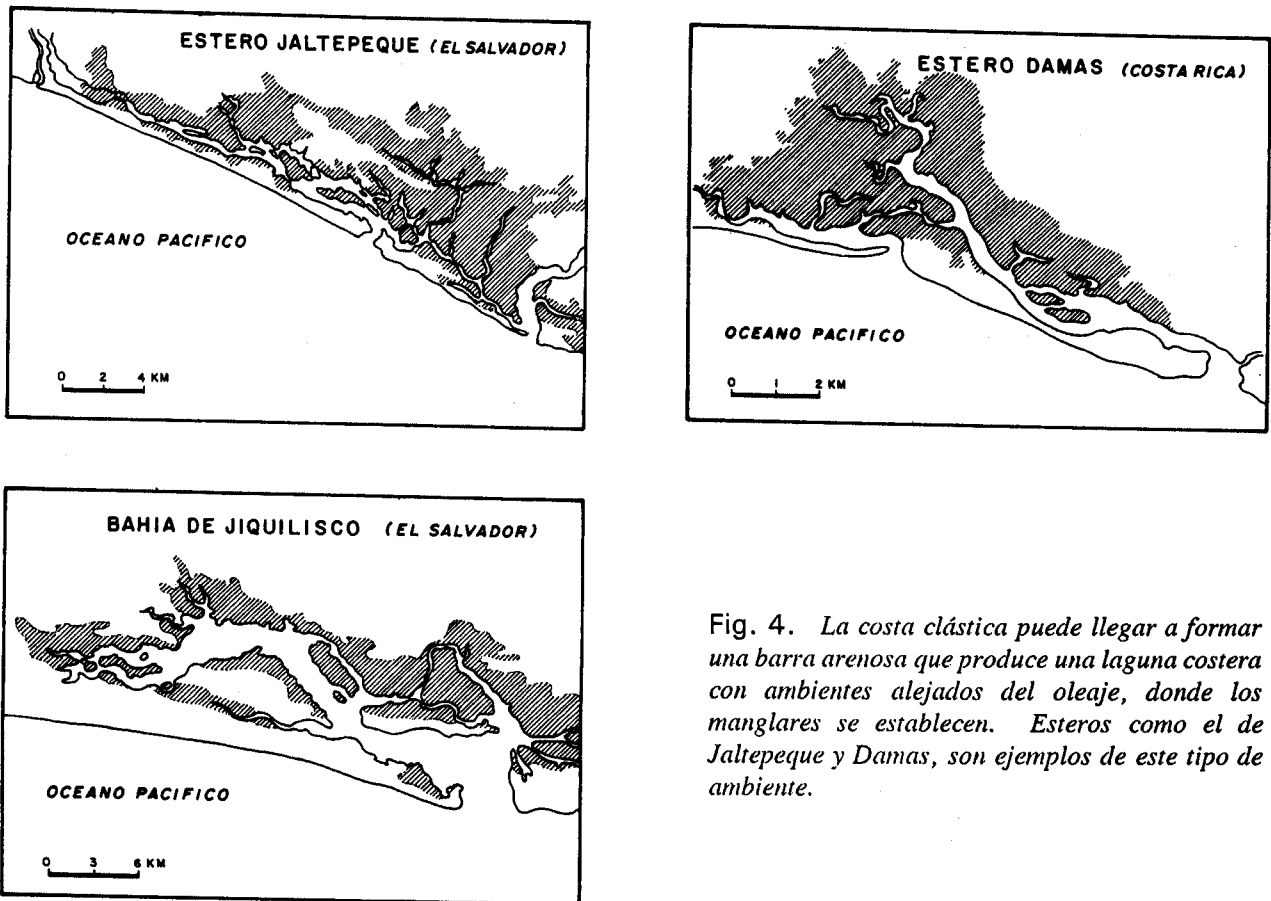 ESTERO JALTEPEQUE (EL SALVADOR)
OCEANO PACIFICO
0 2 4 KM
ESTERO DAMAS (COSTA RICA)
OCEANO PACIFICO
0 1 2 KM
BAHIA DE JIQUILISCO (EL SALVADOR)
OCEANO PACIFICO
0 3 6 KM
Fig. 4. La costa clástica puede llegar a formar
una barra arenosa que produce una laguna costera
con ambientes alejados del oleaje, donde los
manglares se establecen. Esteros como el de
Jaltepeque y Damas, son ejemplos de este tipo de
ambiente.